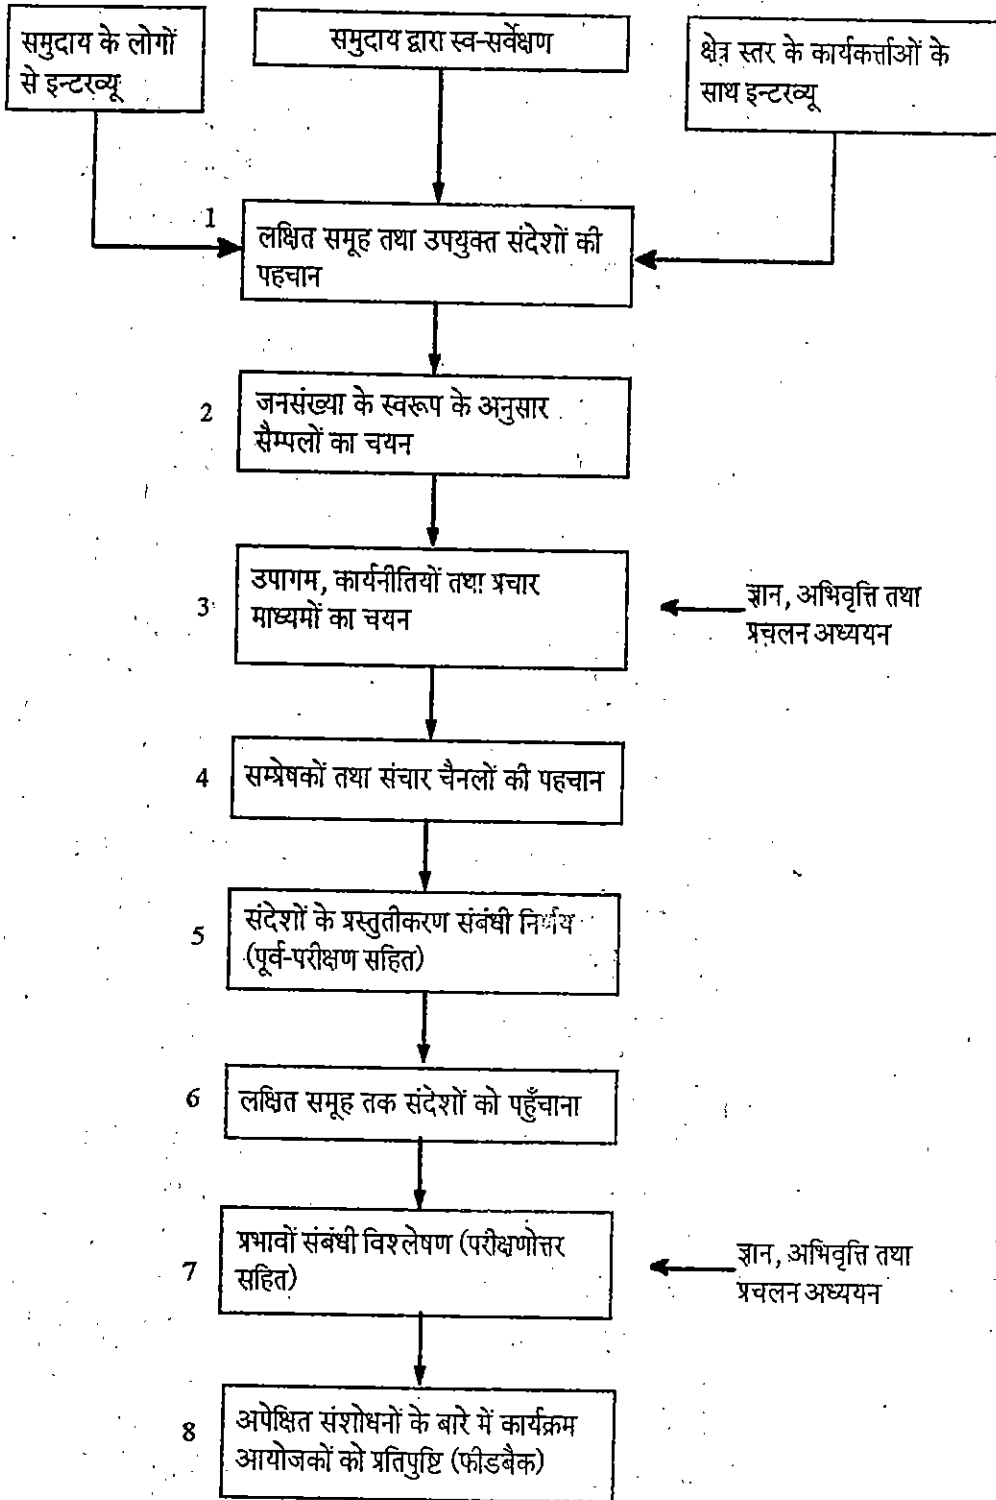 समुदाय के लोगों
से इन्टरव्यू
समुदाय द्वारा स्व-सर्वेक्षण
क्षेत्र स्तर के कार्यकर्त्ताओं के
साथ इन्टरव्यू
1
लक्षित समूह तथा उपयुक्त संदेशों की
पहचान
2
जनसंख्या के स्वरूप के अनुसार
सैम्पलों का चयन
3
उपागम, कार्यनीतियों तथा प्रचार
माध्यमों का चयन
ज्ञान, अभिवृत्ति तथा
प्रचलन अध्ययन
4
सम्प्रेषकों तथा संचार चैनलों की पहचान
5
संदेशों के प्रस्तुतीकरण संबंधी निर्णय
(पूर्व-परीक्षण सहित)
6
लक्षित समूह तक संदेशों को पहुँचाना
7
प्रभावों संबंधी विश्लेषण (परीक्षणोत्तर
सहित)
ज्ञान, अभिवृत्ति तथा
प्रचलन अध्ययन
8
अपेक्षित संशोधनों के बारे में कार्यक्रम
आयोजकों को प्रतिपुष्टि (फीडबैक)